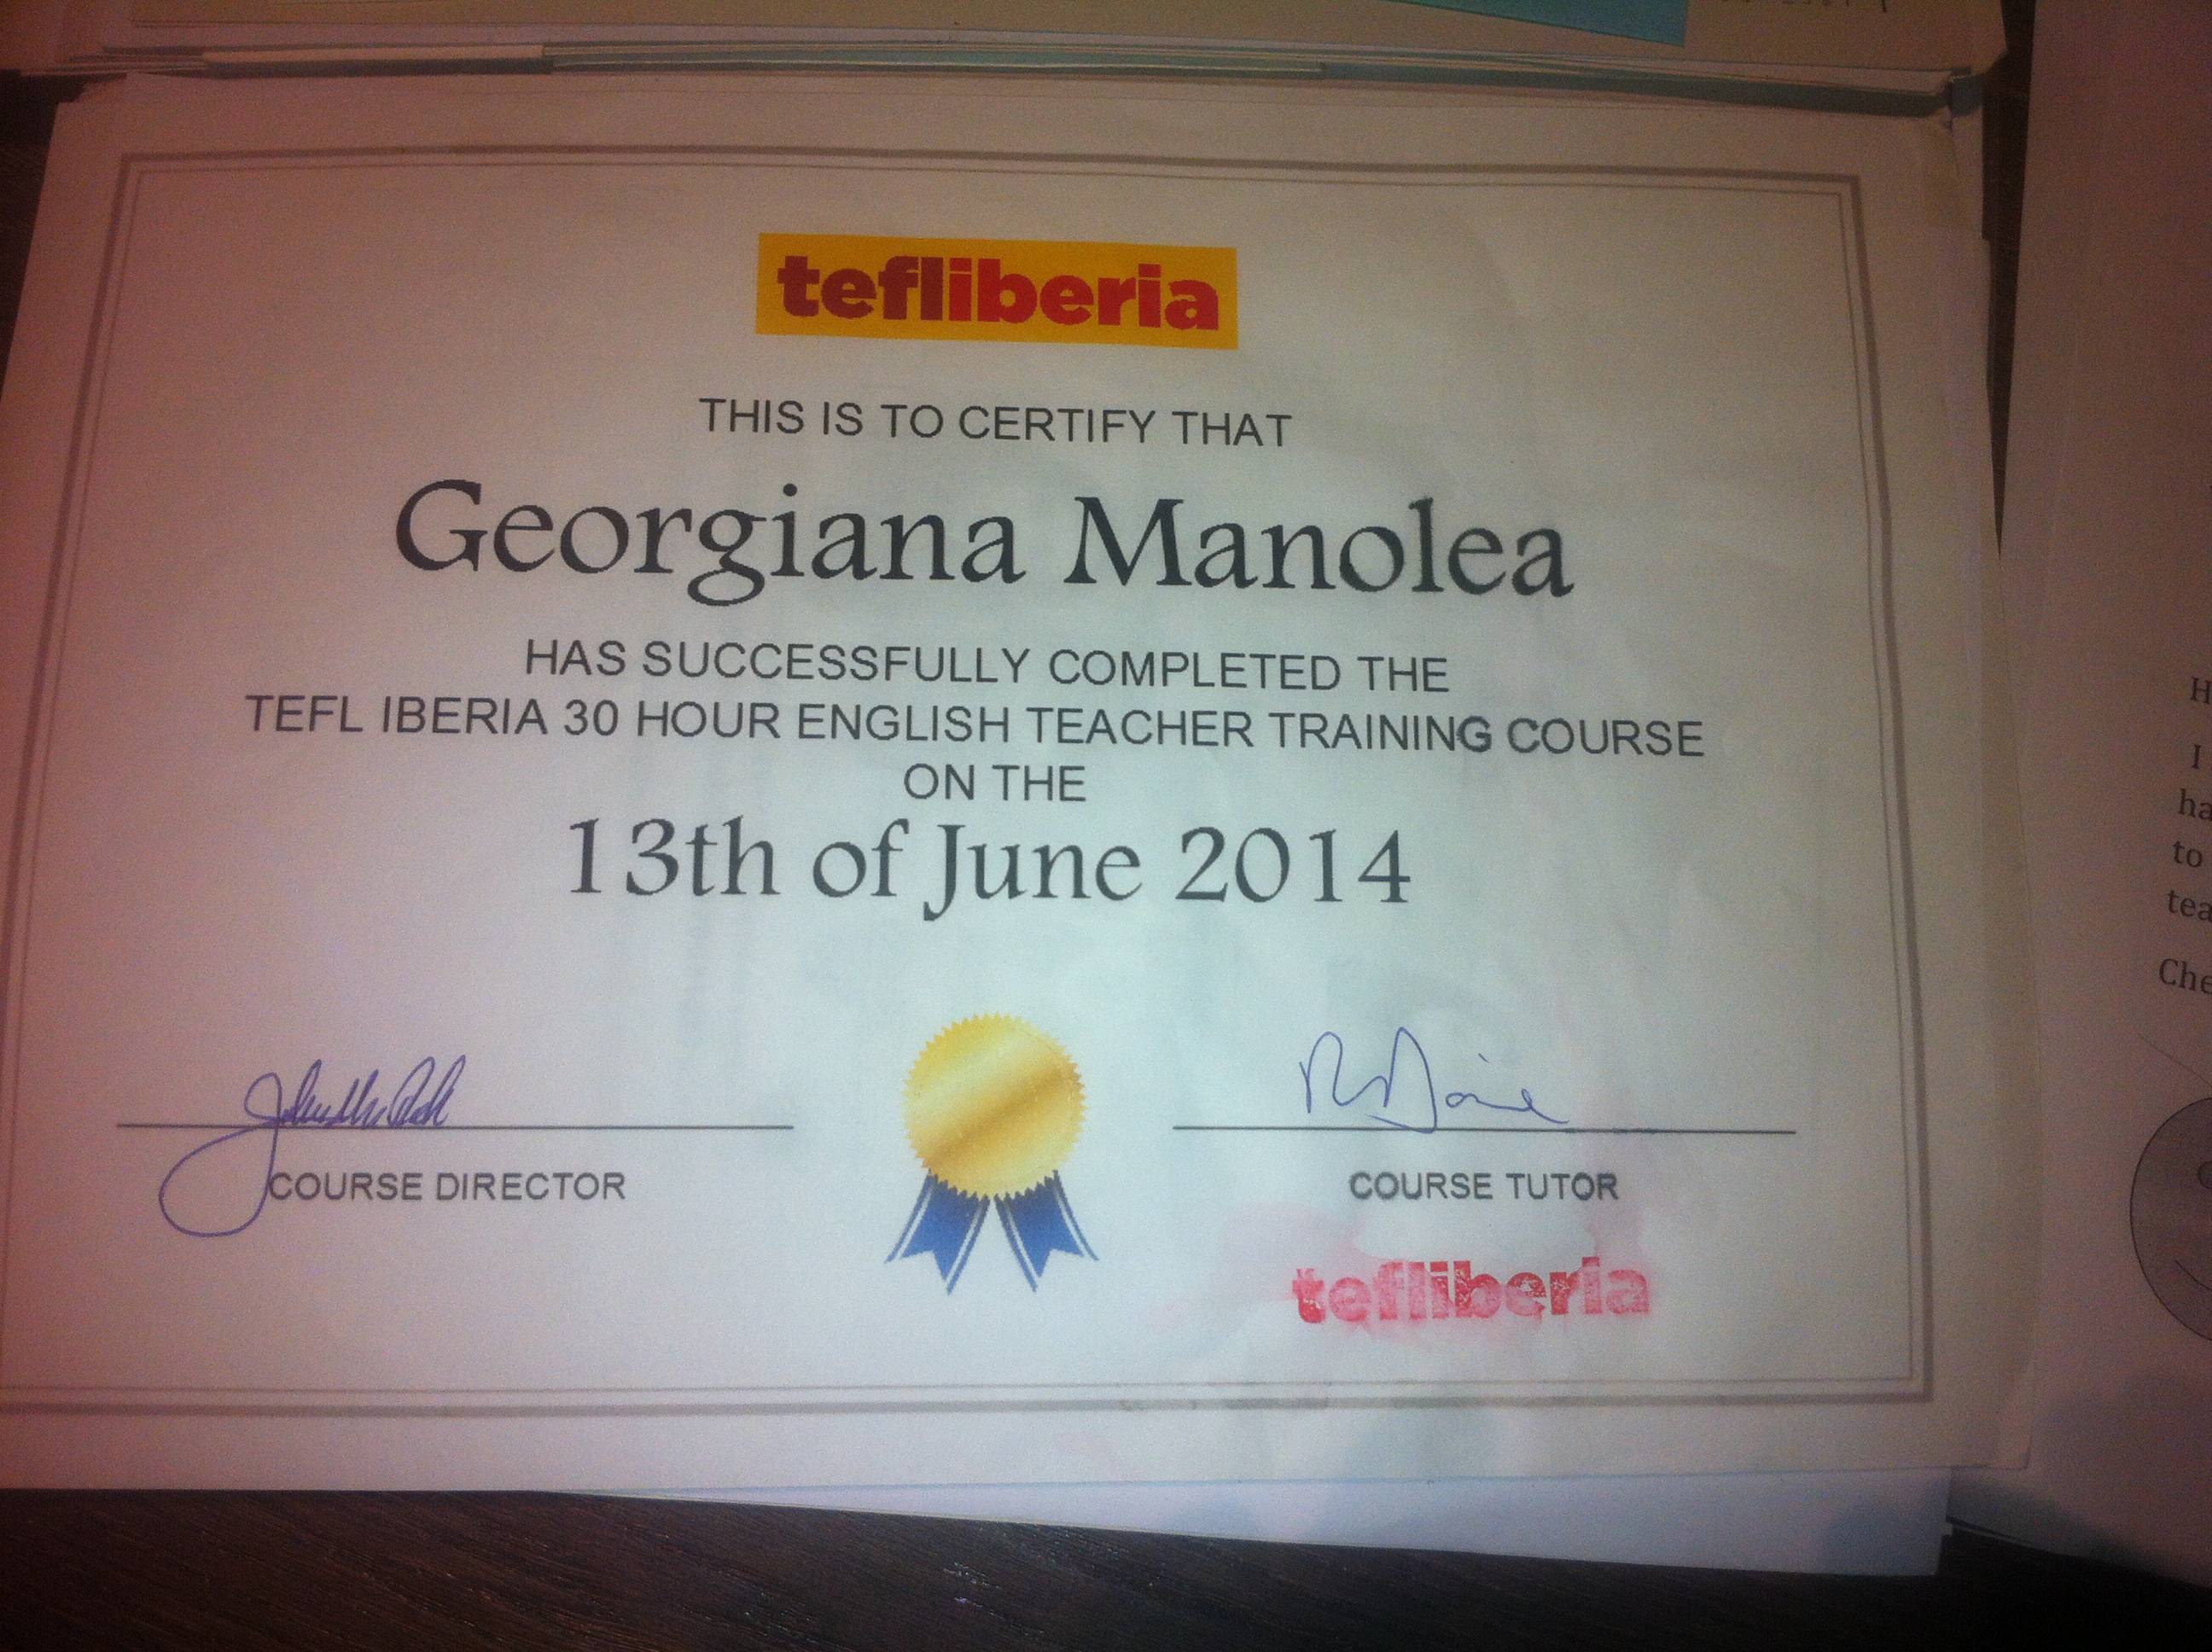 tefliberia
THIS IS TO CERTIFY THAT
Georgiana Manolea
HAS SUCCESSFULLY COMPLETED THE
TEFL IBERIA 30 HOUR ENGLISH TEACHER TRAINING COURSE
ON THE
13th of June 2014
COURSE DIRECTOR
COURSE TUTOR
tefliberia
I
to